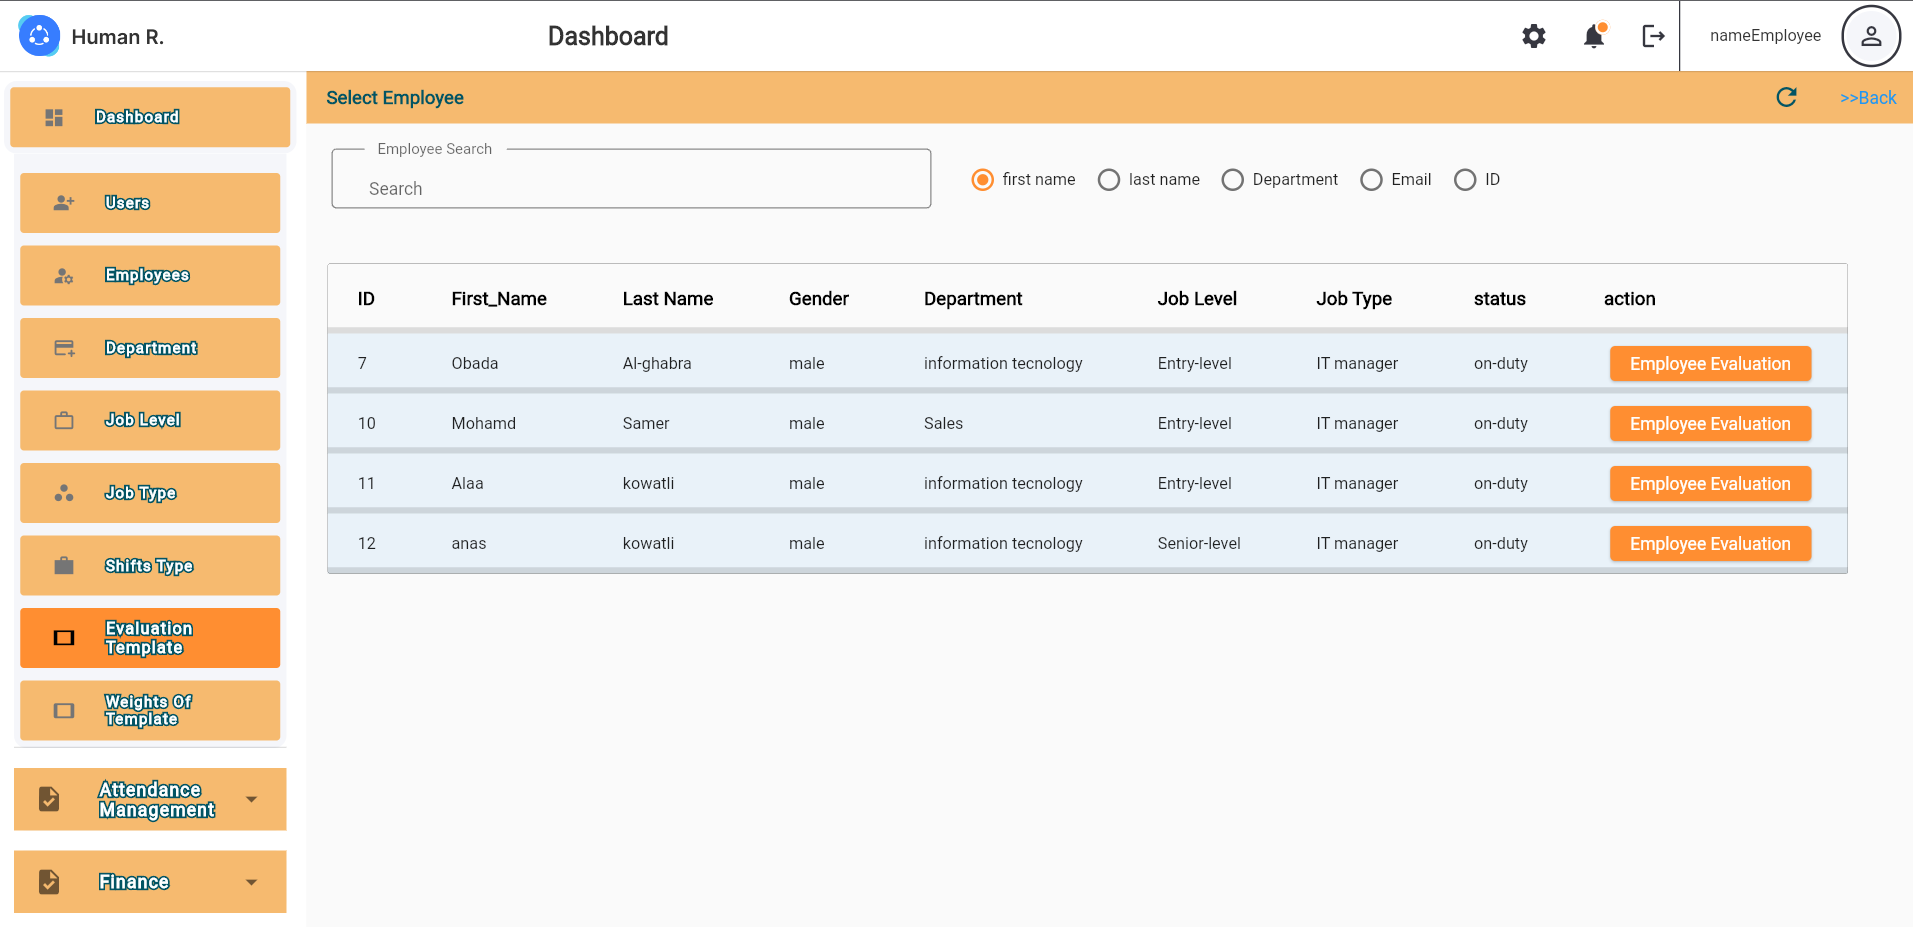 Human R.
Dashboard
nameEmployee
Dashboard
Users
Employees
Department
Job Level
Job Type
Shifts Type
Evaluation
Template
Weights Of
Template
Attendance
Management
Finance
Select Employee
>>Back
Employee Search
Search
first name last name Department Email ID
ID First_Name Last Name Gender Department Job Level Job Type status action
7 Obada Al-ghabra male information tecnology Entry-level IT manager on-duty Employee Evaluation
10 Mohamd Samer male Sales Entry-level IT manager on-duty Employee Evaluation
11 Alaa kowatli male information tecnology Entry-level IT manager on-duty Employee Evaluation
12 anas kowatli male information tecnology Senior-level IT manager on-duty Employee Evaluation